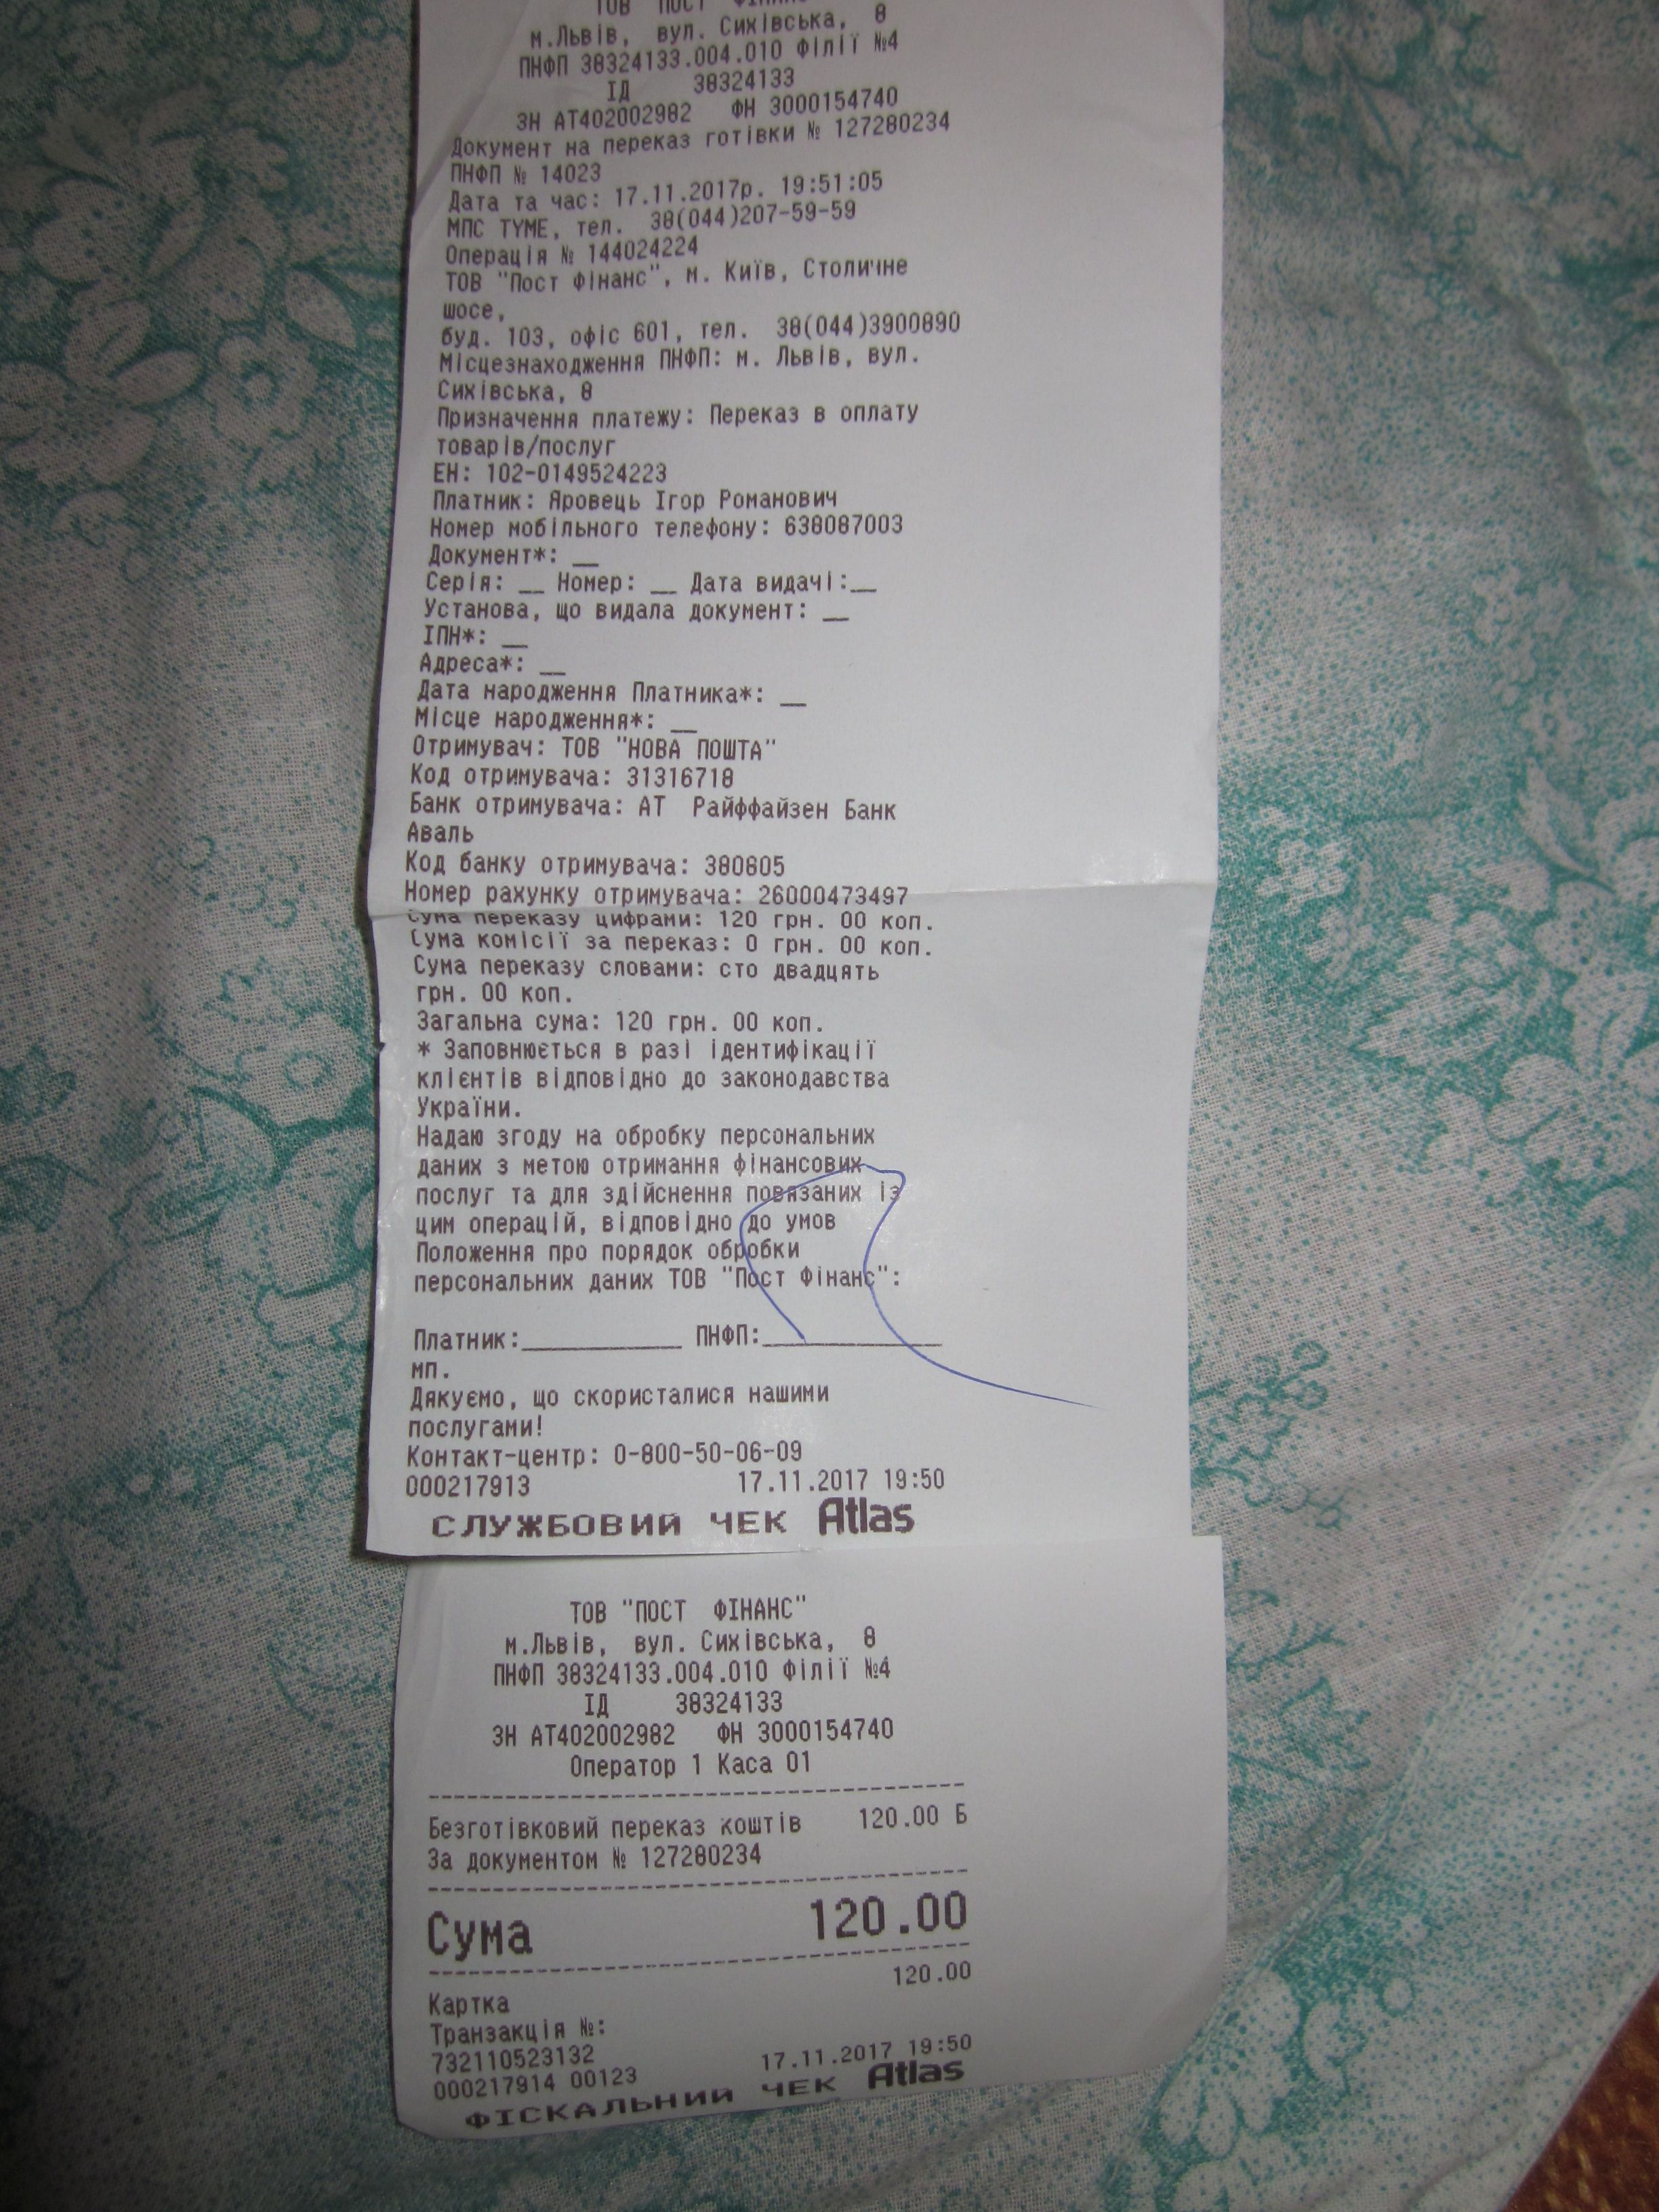 ТОВ "ПОСТ ФІНАНС"
м.Львів, вул. Сихівська, 8
ПНФП 38324133.004.010 Філії №4
ІД 38324133
ЗН АТ402002982 ФН 3000154740
Документ на переказ готівки № 127280234
ПНФП № 14023
Дата та час: 17.11.2017р. 19:51:05
МПС TYME, тел. 38(044)207-59-59
Операція № 144024224
ТОВ "Пост Фінанс", м. Київ, Столичне
шосе,
буд. 103, офіс 601, тел. 38(044)3900890
Місцезнаходження ПНФП: м. Львів, вул.
Сихівська, 8
Призначення платежу: Переказ в оплату
товарів/послуг
ЕН: 102-0149524223
Платник: Яровець Ігор Романович
Номер мобільного телефону: 638087003
Документ*: __
Серія: __ Номер: __ Дата видачі:__
Установа, що видала документ: __
ІПН*: __
Адреса*: __
Дата народження Платника*: __
Місце народження*: __
Отримувач: ТОВ "НОВА ПОШТА"
Код отримувача: 31316718
Банк отримувача: АТ Райффайзен Банк
Аваль
Код банку отримувача: 380805
Номер рахунку отримувача: 26000473497
Сума переказу цифрами: 120 грн. 00 коп.
Сума комісії за переказ: 0 грн. 00 коп.
Сума переказу словами: сто двадцять
грн. 00 коп.
Загальна сума: 120 грн. 00 коп.
* Заповнюється в разі ідентифікації
клієнтів відповідно до законодавства
України.
Надаю згоду на обробку персональних
даних з метою отримання фінансових
послуг та для здійснення повязаних із
цим операцій, відповідно до умов
Положення про порядок обробки
персональних даних ТОВ "Пост Фінанс":
Платник:____________ ПНФП:______________
мп.
Дякуємо, що скористалися нашими
послугами!
Контакт-центр: 0-800-50-06-09
000217913 17.11.2017 19:50
СЛУЖБОВИЙ ЧЕК Atlas
ТОВ "ПОСТ ФІНАНС"
м.Львів, вул. Сихівська, 8
ПНФП 38324133.004.010 Філії №4
ІД 38324133
ЗН АТ402002982 ФН 3000154740
Оператор 1 Каса 01
Безготівковий переказ коштів 120.00 Б
За документом № 127280234
Сума 120.00
120.00
Картка
Транзакція №:
732110523132
000217914 00123 17.11.2017 19:50
ФІСКАЛЬНИЙ ЧЕК Atlas